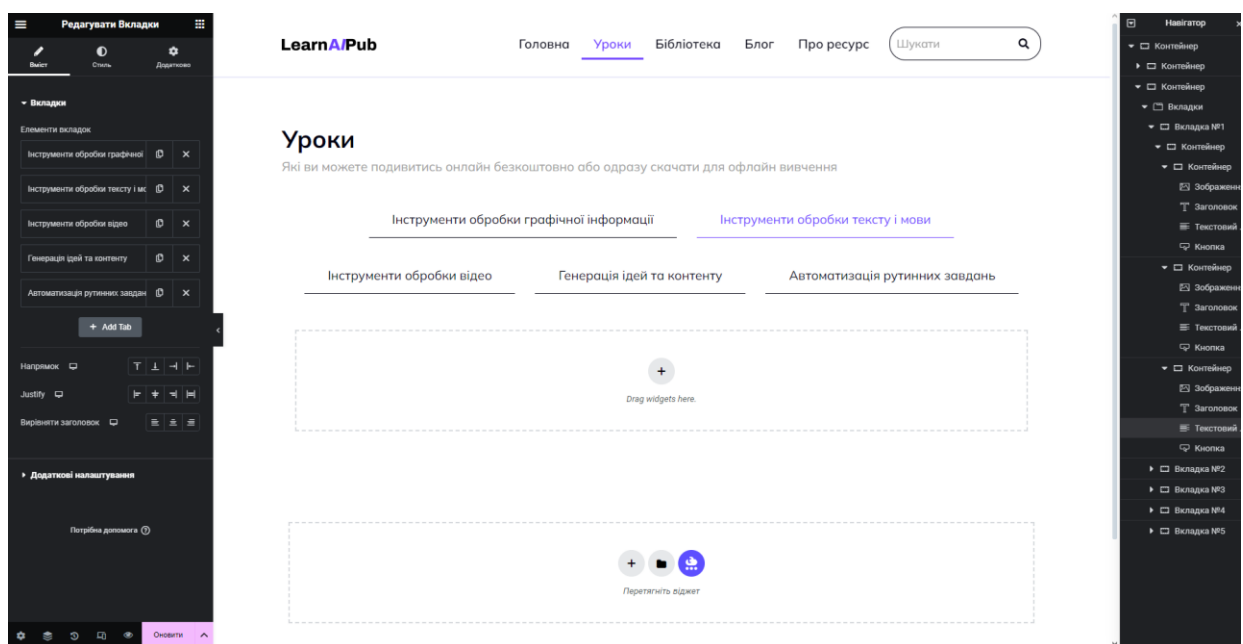 Редагувати Вкладки
Вміст Стиль Додатково
Вкладки
Елементи вкладок
Інструменти обробки графічної
Інструменти обробки тексту і мо
Інструменти обробки відео
Генерація ідей та контенту
Автоматизація рутинних завдан
+ Add Tab
Напрямок
Justify
Вирівняти заголовок
Додаткові налаштування
Потрібна допомога
Оновити
LearnAIPub
Головна Уроки Бібліотека Блог Про ресурс Шукати
Уроки
Які ви можете подивитись онлайн безкоштовно або одразу скачати для офлайн вивчення
Інструменти обробки графічної інформації Інструменти обробки тексту і мови
Інструменти обробки відео Генерація ідей та контенту Автоматизація рутинних завдань
Drag widgets here.
Перетягніть віджет
Навігатор
Контейнер
Контейнер
Контейнер
Вкладки
Вкладка №1
Контейнер
Контейнер
Зображенн
Заголовок
Текстовий .
Кнопка
Контейнер
Зображенн
Заголовок
Текстовий .
Кнопка
Контейнер
Зображенн
Заголовок
Текстовий .
Кнопка
Вкладка №2
Вкладка №3
Вкладка №4
Вкладка №5